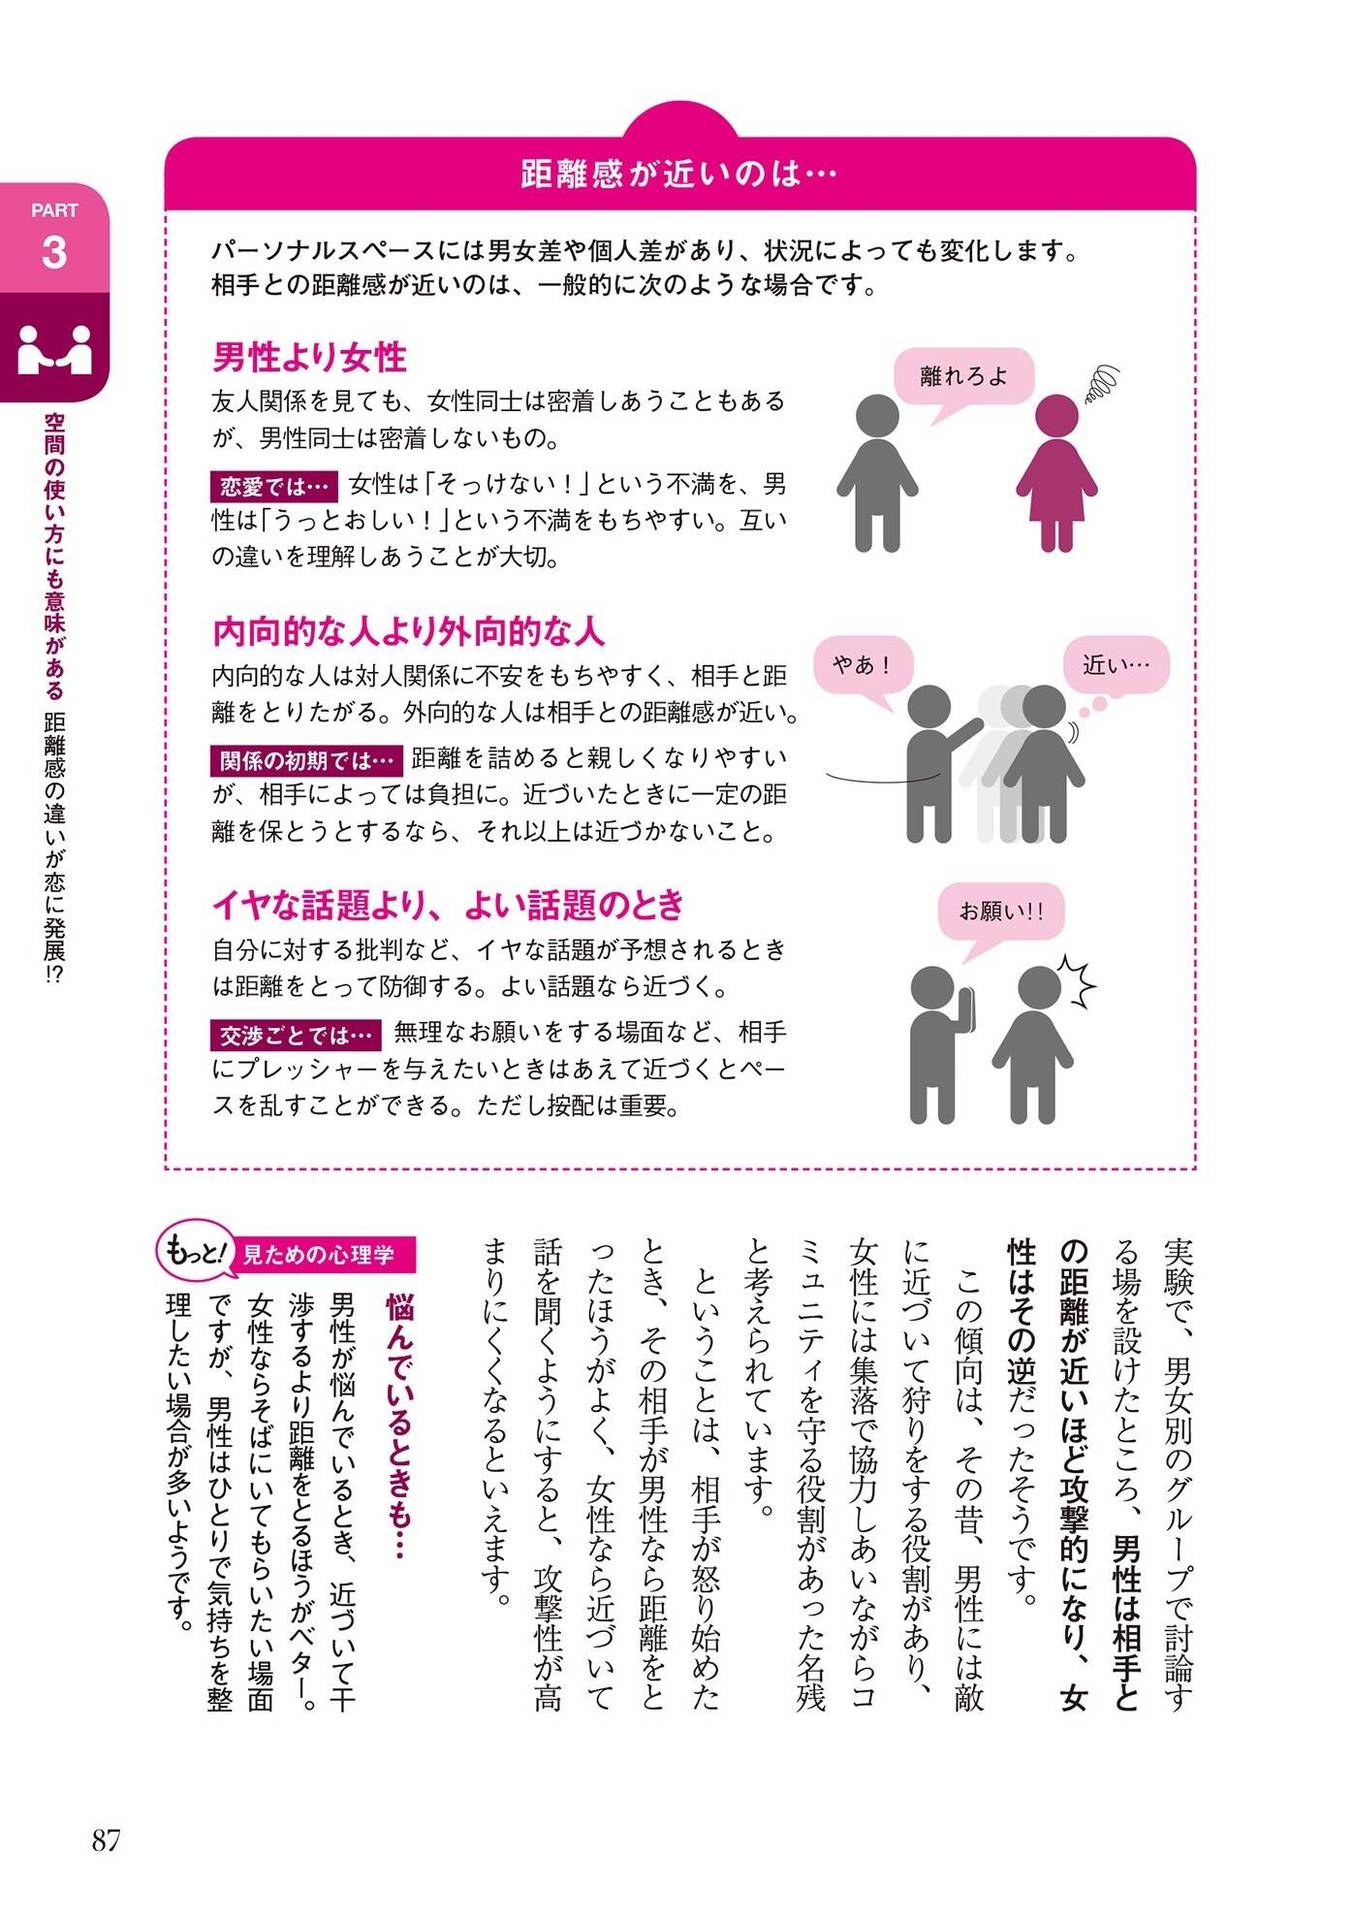 PART
3
空間の使い方にも意味がある 距離感の違いが恋に発展!?
距離感が近いのは…
パーソナルスペースには男女差や個人差があり、状況によっても変化します。
相手との距離感が近いのは、一般的に次のような場合です。
男性より女性
友人関係を見ても、女性同士は密着しあうこともある
が、男性同士は密着しないもの。
恋愛では… 女性は「そっけない！」という不満を、男
性は「うっとおしい！」という不満をもちやすい。互い
の違いを理解しあうことが大切。
離れろよ
内向的な人より外向的な人
内向的な人は対人関係に不安をもちやすく、相手と距
離をとりたがる。外向的な人は相手との距離感が近い。
関係の初期では… 距離を詰めると親しくなりやすい
が、相手によっては負担に。近づいたときに一定の距
離を保とうとするなら、それ以上は近づかないこと。
やあ！
近い…
イヤな話題より、よい話題のとき
自分に対する批判など、イヤな話題が予想されるとき
は距離をとって防御する。よい話題なら近づく。
交渉ごとでは… 無理なお願いをする場面など、相手
にプレッシャーを与えたいときはあえて近づくとペー
スを乱すことができる。ただし按配は重要。
お願い!!
実験で、男女別のグループで討論す
る場を設けたところ、男性は相手と
の距離が近いほど攻撃的になり、女
性はその逆だったそうです。
この傾向は、その昔、男性には敵
に近づいて狩りをする役割があり、
女性には集落で協力しあいながらコ
ミュニティを守る役割があった名残
と考えられています。
ということは、相手が怒り始めた
とき、その相手が男性なら距離をと
ったほうがよく、女性なら近づいて
話を聞くようにすると、攻撃性が高
まりにくくなるといえます。
もっと！ 見ための心理学
悩んでいるときも…
男性が悩んでいるとき、近づいて干
渉するより距離をとるほうがベター。
女性ならそばにいてもらいたい場面
ですが、男性はひとりで気持ちを整
理したい場合が多いようです。
87